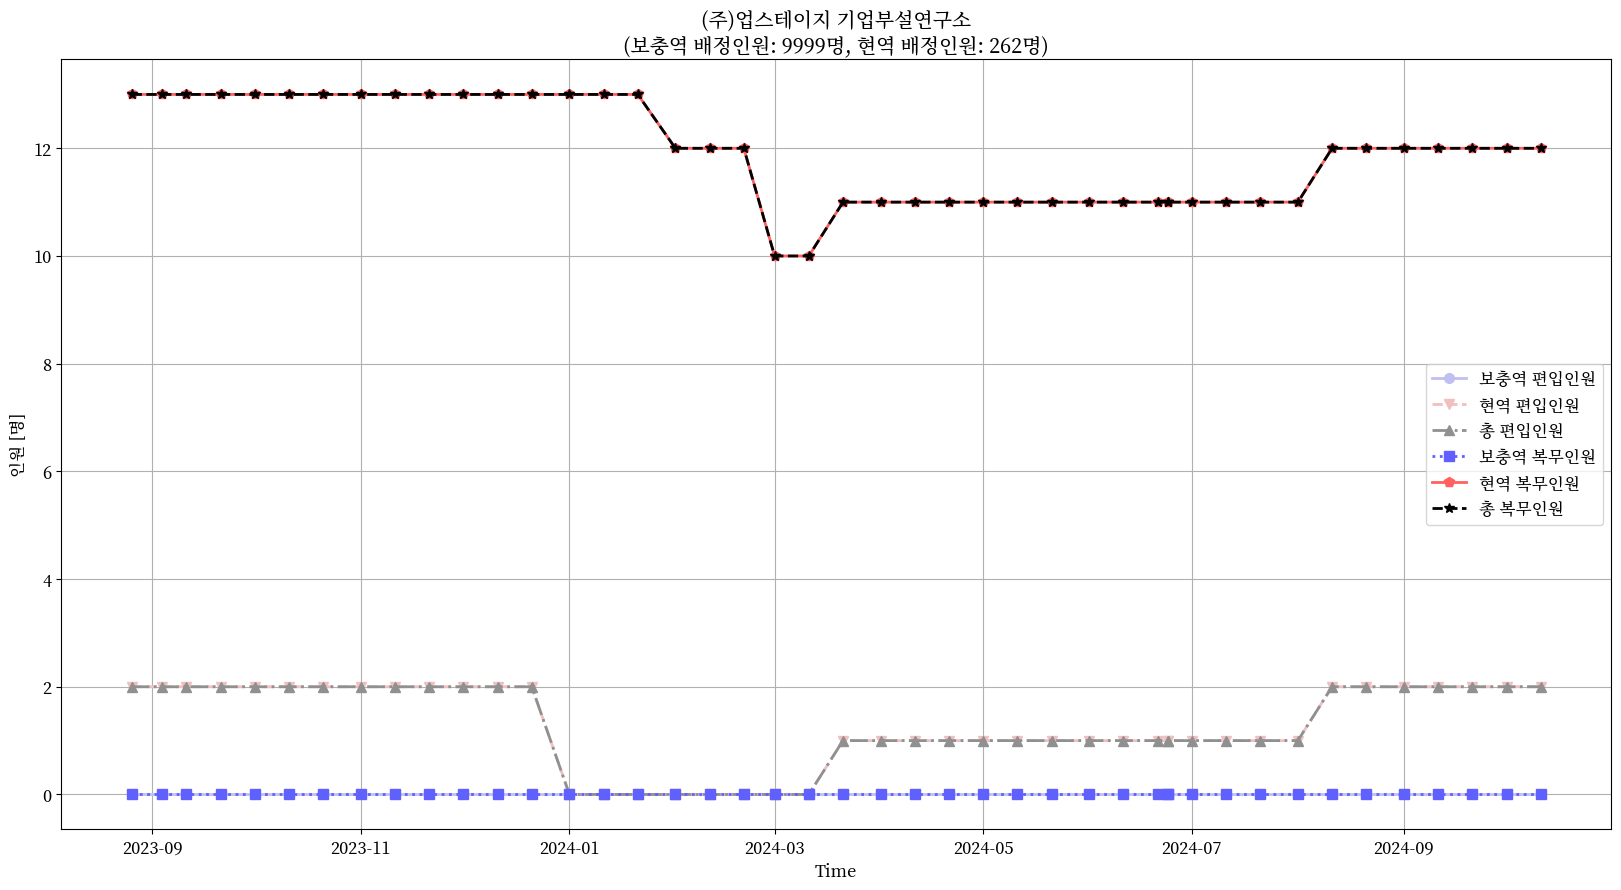 (주)업스테이지 기업부설연구소
(보충역 배정인원: 9999명, 현역 배정인원: 262명)
인원 [명]
12
10
8
6
4
2
0
보충역 편입인원
현역 편입인원
총 편입인원
보충역 복무인원
현역 복무인원
총 복무인원
2023-09
2023-11
2024-01
2024-03
2024-05
2024-07
2024-09
Time